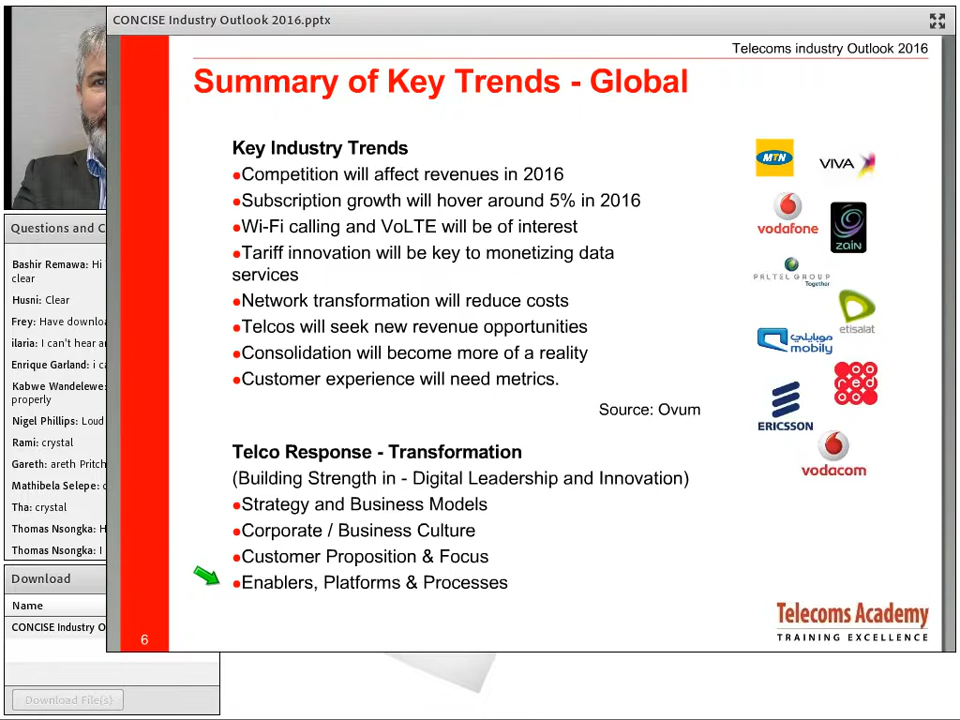 CONCISE Industry Outlook 2016.pptx
Telecoms industry Outlook 2016
Summary of Key Trends - Global
Key Industry Trends
●Competition will affect revenues in 2016
●Subscription growth will hover around 5% in 2016
●Wi-Fi calling and VoLTE will be of interest
●Tariff innovation will be key to monetizing data
services
●Network transformation will reduce costs
●Telcos will seek new revenue opportunities
●Consolidation will become more of a reality
●Customer experience will need metrics.
Source: Ovum
Telco Response - Transformation
(Building Strength in - Digital Leadership and Innovation)
●Strategy and Business Models
●Corporate / Business Culture
●Customer Proposition & Focus
●Enablers, Platforms & Processes
6
MTN
VIVA
vodafone
ZAIN
PALTEL GROUP
Together
etisalat
موبايلي
mobily
ooredoo
ERICSSON
vodacom
Telecoms Academy
TRAINING EXCELLENCE
Questions and C
Bashir Remawa: Hi
clear
Husni: Clear
Frey: Have downlo
ilaria: I can't hear a
Enrique Garland: i c
Kabwe Wandelewe:
properly
Nigel Phillips: Loud
Rami: crystal
Gareth: areth Pritch
Mathibela Selepe:
Tha: crystal
Thomas Nsongka: H
Thomas Nsongka: I
Download
Name
CONCISE Industry O
Download File(s)